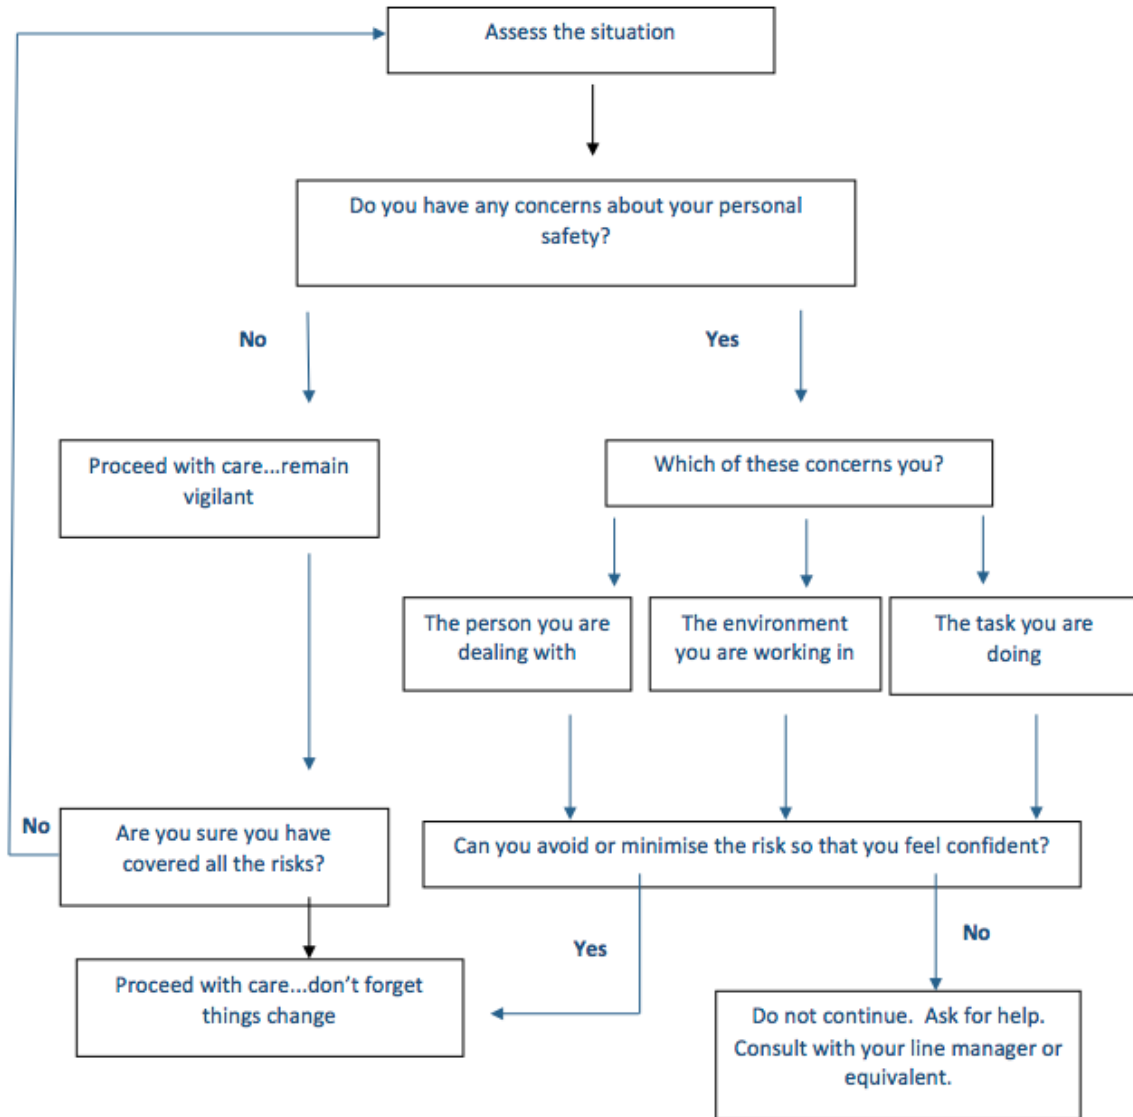 Assess the situation
Do you have any concerns about your personal
safety?
No
Yes
Proceed with care...remain
vigilant
Which of these concerns you?
The person you are
dealing with
The environment
you are working in
The task you are
doing
No
Are you sure you have
covered all the risks?
Can you avoid or minimise the risk so that you feel confident?
Yes
No
Proceed with care...don’t forget
things change
Do not continue.  Ask for help.
Consult with your line manager or
equivalent.